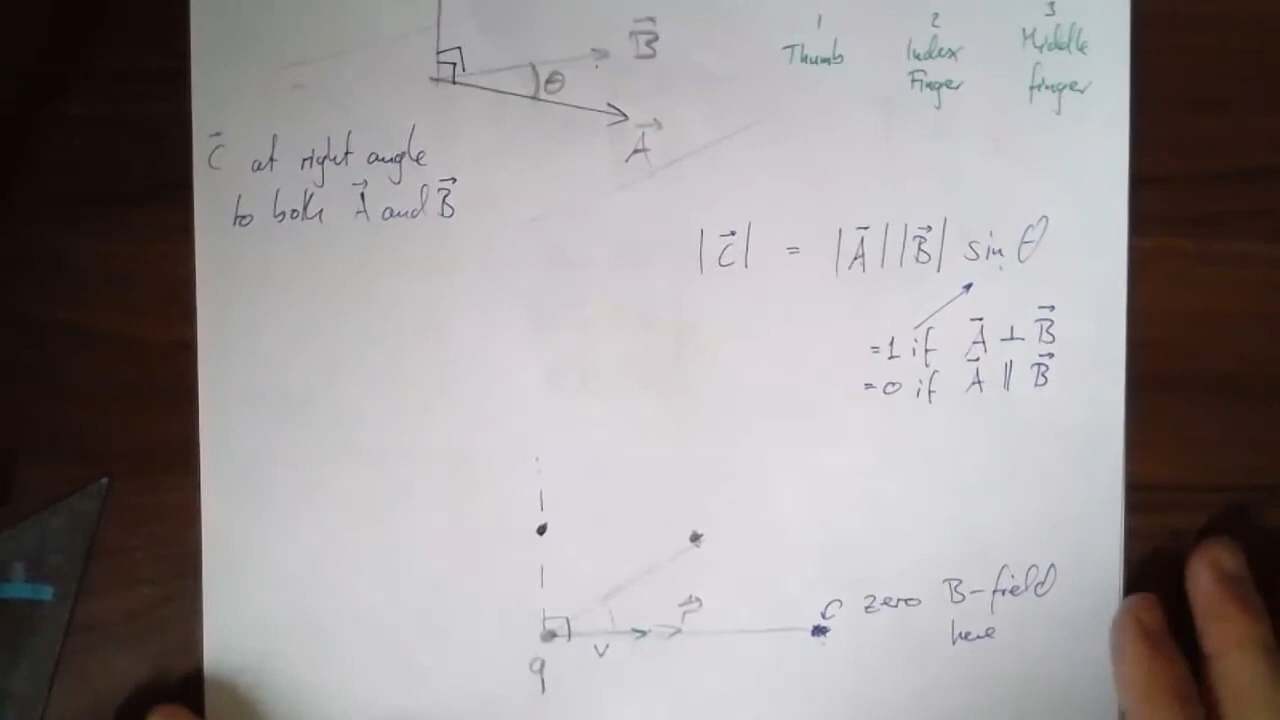 B⃗
θ
A⃗
1 2 3
Thumb Index Middle
Finger finger
C⃗ at right angle
to both A⃗ and B⃗
|C⃗| = |A⃗||B⃗| sin θ
=1 if A⃗ ⊥ B⃗
=0 if A⃗ ∥ B⃗
r⃗
v
q
zero B-field
here